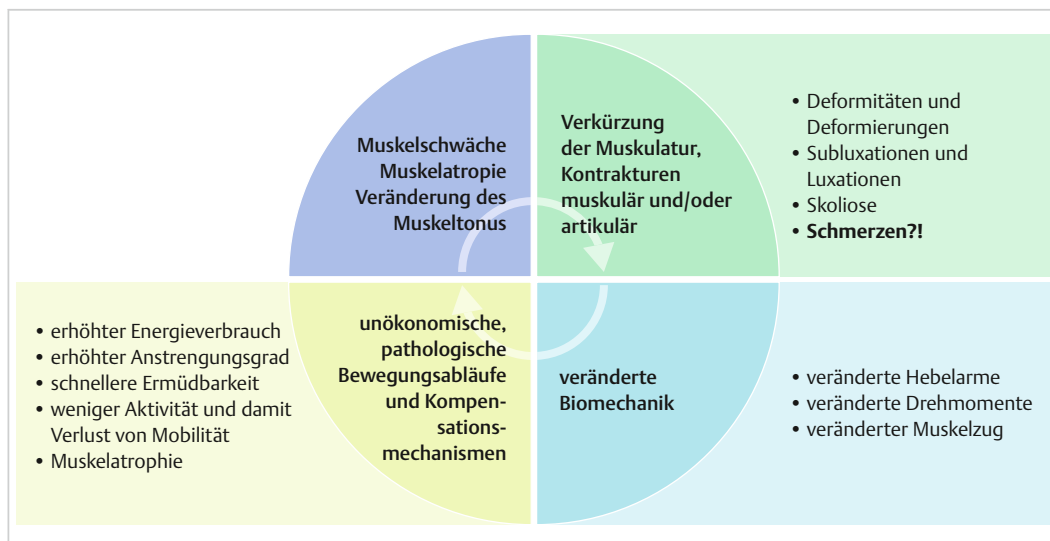 Muskelschwäche
Muskelatropie
Veränderung des
Muskeltonus
Verkürzung
der Muskulatur,
Kontrakturen
muskulär und/oder
artikulär
• Deformitäten und
Deformierungen
• Subluxationen und
Luxationen
• Skoliose
• Schmerzen?!
• erhöhter Energieverbrauch
• erhöhter Anstrengungsgrad
• schnellere Ermüdbarkeit
• weniger Aktivität und damit
Verlust von Mobilität
• Muskelatrophie
unökonomische,
pathologische
Bewegungsabläufe
und Kompen-
sations-
mechanismen
veränderte
Biomechanik
• veränderte Hebelarme
• veränderte Drehmomente
• veränderter Muskelzug